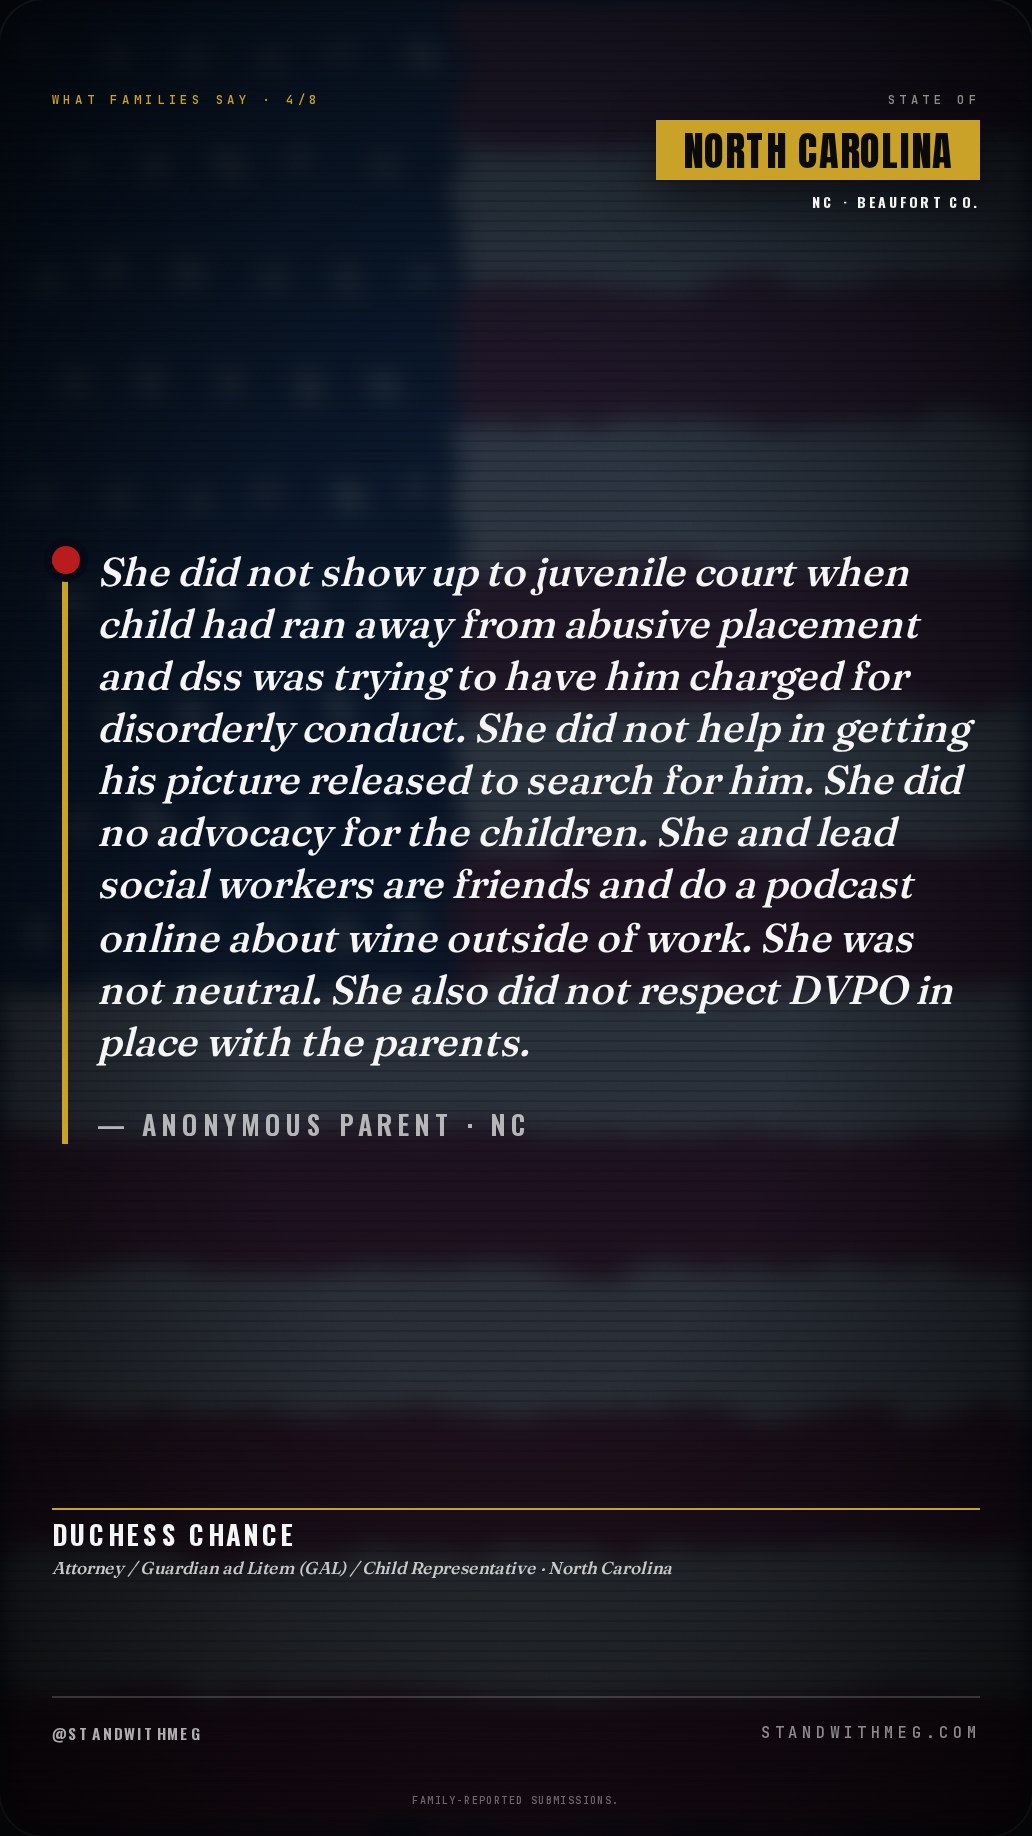 WHAT FAMILIES SAY · 4/8
STATE OF
NORTH CAROLINA
NC · BEAUFORT CO.
She did not show up to juvenile court when
child had ran away from abusive placement
and dss was trying to have him charged for
disorderly conduct. She did not help in getting
his picture released to search for him. She did
no advocacy for the children. She and lead
social workers are friends and do a podcast
online about wine outside of work. She was
not neutral. She also did not respect DVPO in
place with the parents.
— ANONYMOUS PARENT · NC
DUCHESS CHANCE
Attorney / Guardian ad Litem (GAL) / Child Representative · North Carolina
@STANDWITHMEG
STANDWITHMEG.COM
FAMILY-REPORTED SUBMISSIONS.